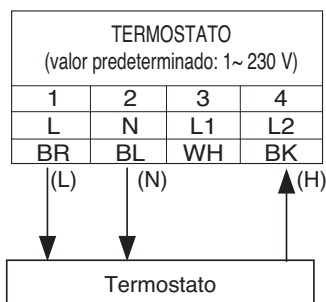 TERMOSTATO
(valor predeterminado: 1~ 230 V)
1 2 3 4
L N L1 L2
BR BL WH BK
(L) (N) (H)
Termostato